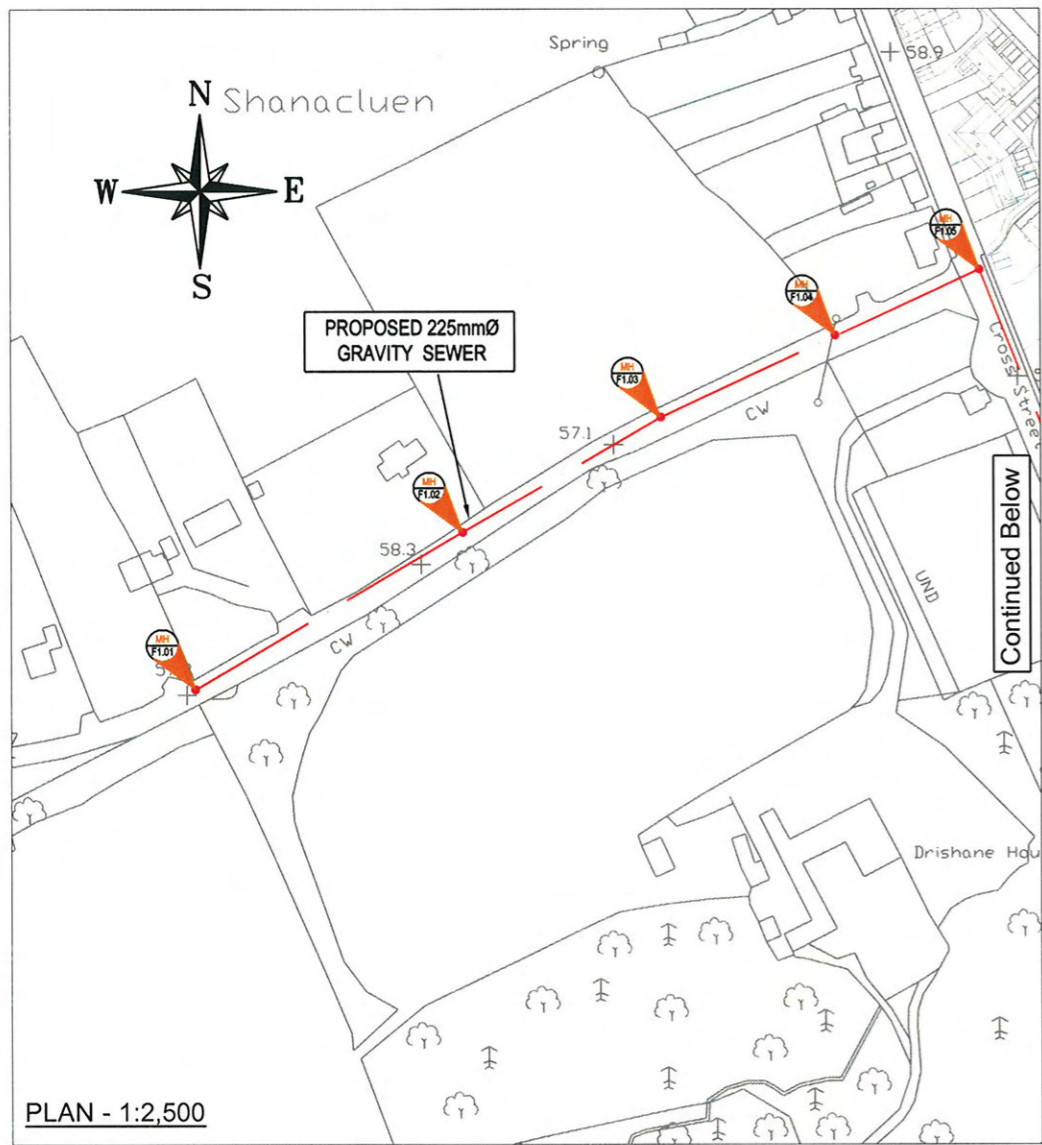 Spring
58.9
N
Shanacluen
W
E
S
MH
F1.05
MH
F1.04
PROPOSED 225mmØ
GRAVITY SEWER
Cross Street
MH
F1.03
CW
57.1
MH
F1.02
58.3
Continued Below
UND
CW
MH
F1.01
Drishane Hou
PLAN - 1:2,500